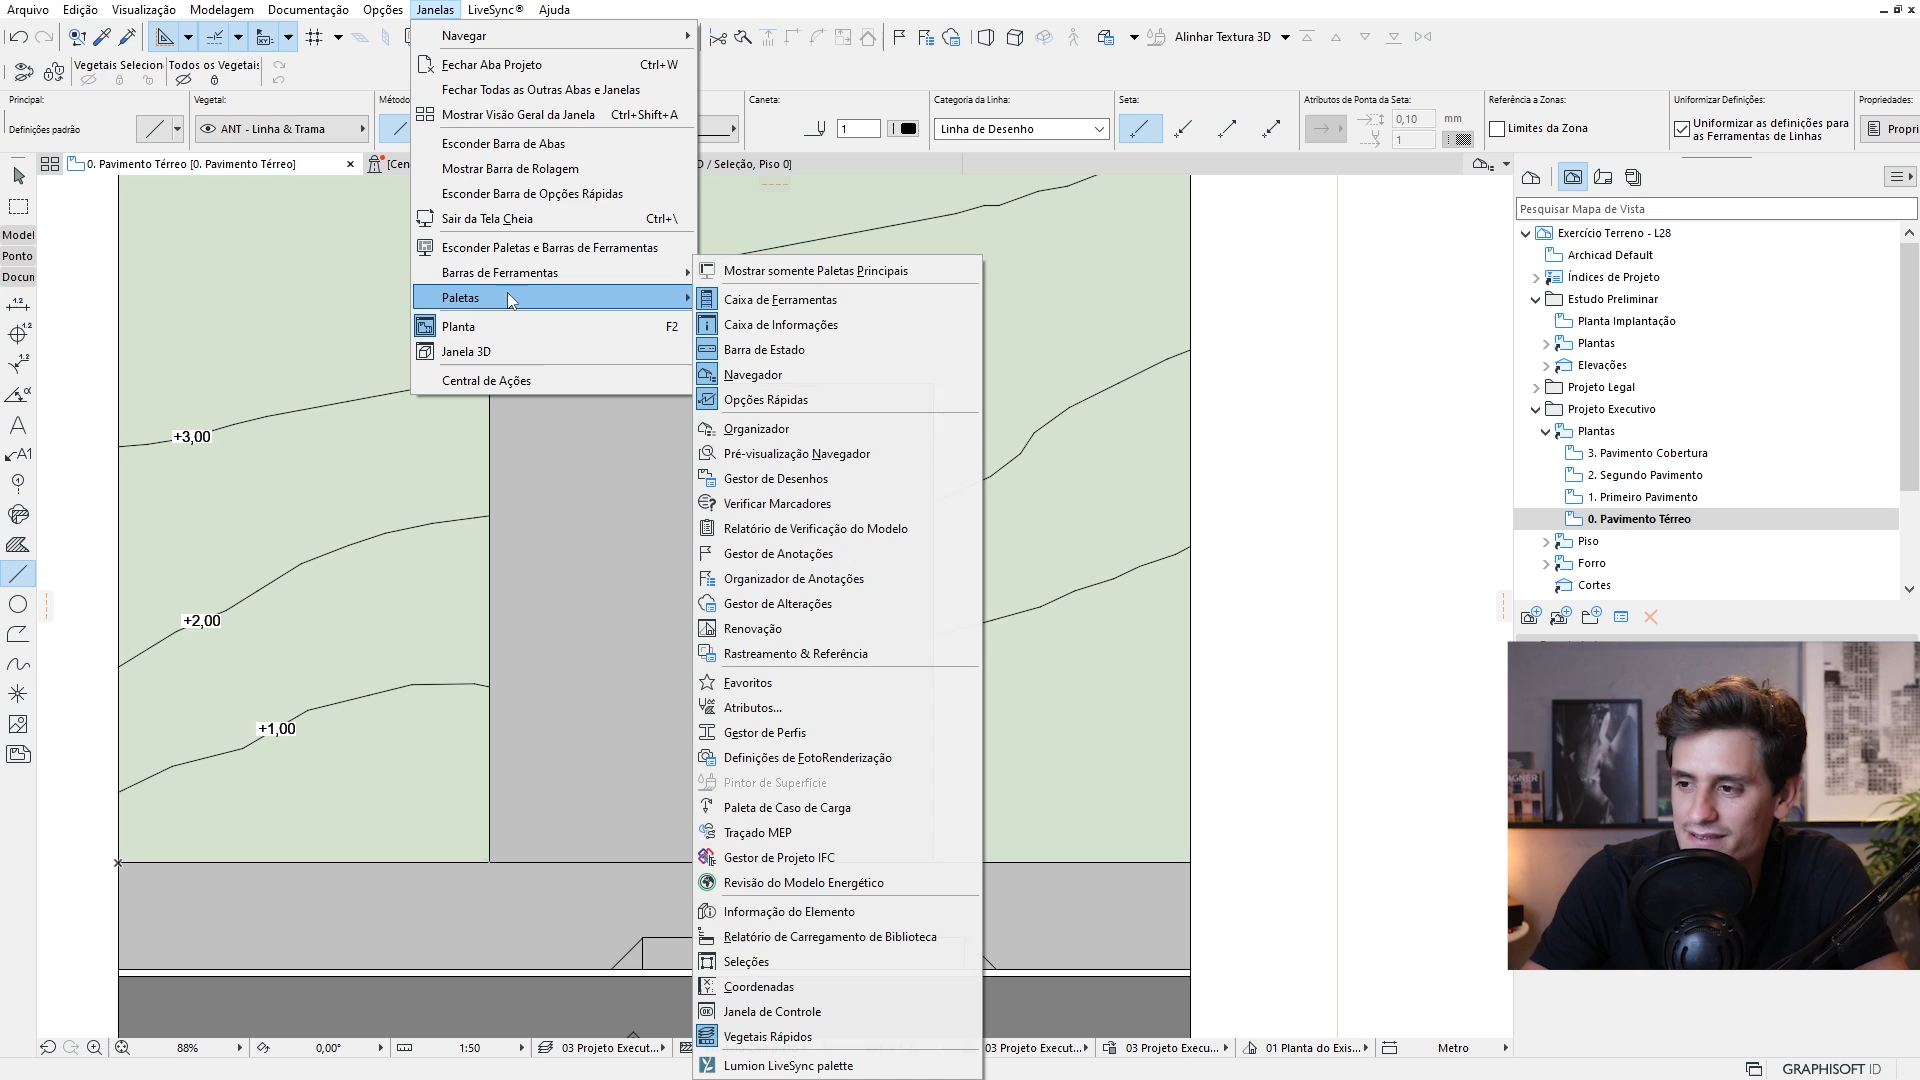 Arquivo Edição Visualização Modelagem Documentação Opções Janelas LiveSync® Ajuda
Alinhar Textura 3D
Vegetais Selecion
Todos os Vegetais
Principal:
Definições padrão
Vegetal:
ANT - Linha & Trama
Método
Caneta:
1
Categoria da Linha:
Linha de Desenho
Seta:
Atributos de Ponta da Seta:
0,10 mm
1
Referência a Zonas:
Limites da Zona
Uniformizar Definições:
Uniformizar as definições para
as Ferramentas de Linhas
Propriedades:
Propri
0. Pavimento Térreo [0. Pavimento Térreo]
[Cen
D / Seleção, Piso 0]
Model
Ponto
Docun
Navegar
Fechar Aba Projeto Ctrl+W
Fechar Todas as Outras Abas e Janelas
Mostrar Visão Geral da Janela Ctrl+Shift+A
Esconder Barra de Abas
Mostrar Barra de Rolagem
Esconder Barra de Opções Rápidas
Sair da Tela Cheia Ctrl+\
Esconder Paletas e Barras de Ferramentas
Barras de Ferramentas
Paletas
Planta F2
Janela 3D
Central de Ações
Mostrar somente Paletas Principais
Caixa de Ferramentas
Caixa de Informações
Barra de Estado
Navegador
Opções Rápidas
Organizador
Pré-visualização Navegador
Gestor de Desenhos
Verificar Marcadores
Relatório de Verificação do Modelo
Gestor de Anotações
Organizador de Anotações
Gestor de Alterações
Renovação
Rastreamento & Referência
Favoritos
Atributos...
Gestor de Perfis
Definições de FotoRenderização
Pintor de Superfície
Paleta de Caso de Carga
Traçado MEP
Gestor de Projeto IFC
Revisão do Modelo Energético
Informação do Elemento
Relatório de Carregamento de Biblioteca
Seleções
Coordenadas
Janela de Controle
Vegetais Rápidos
Lumion LiveSync palette
+3,00
+2,00
+1,00
Pesquisar Mapa de Vista
Exercício Terreno - L28
Archicad Default
Índices de Projeto
Estudo Preliminar
Planta Implantação
Plantas
Elevações
Projeto Legal
Projeto Executivo
Plantas
3. Pavimento Cobertura
2. Segundo Pavimento
1. Primeiro Pavimento
0. Pavimento Térreo
Piso
Forro
Cortes
88% 0,00° 1:50 03 Projeto Execut... 03 Projeto Execut... 03 Projeto Execu... 01 Planta do Exis... Metro
GRAPHISOFT ID